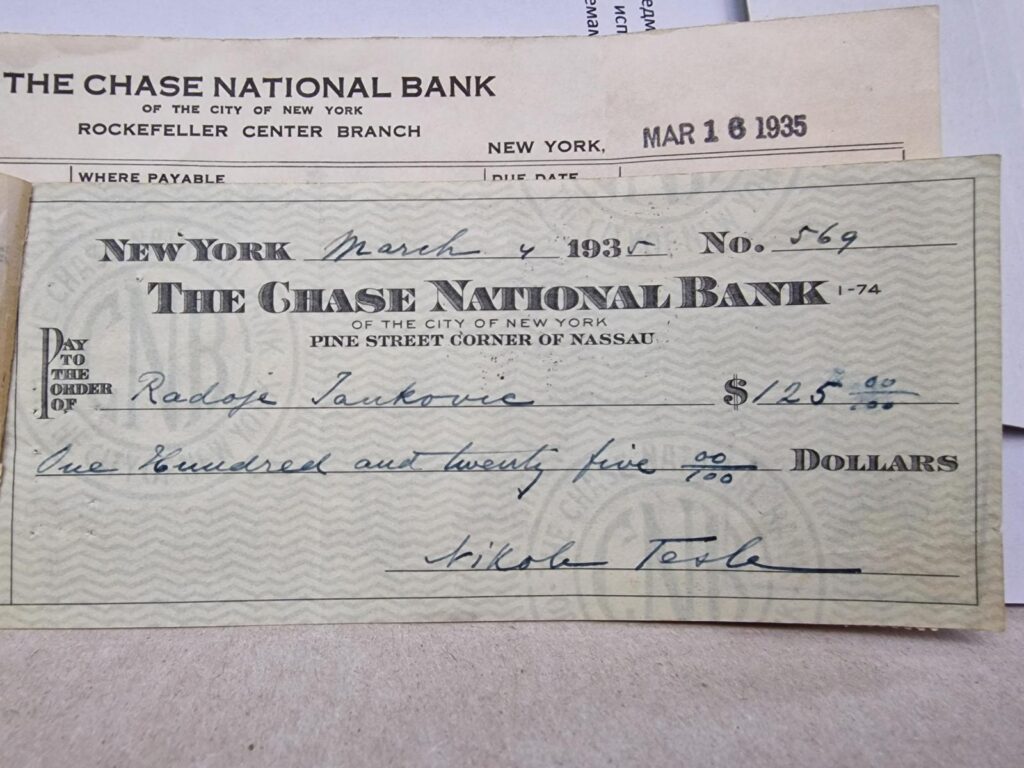 едм
исп
THE CHASE NATIONAL BANK
OF THE CITY OF NEW YORK
ROCKEFELLER CENTER BRANCH
NEW YORK, MAR 16 1935
WHERE PAYABLE DUE DATE
NEW YORK March 4 1935 No. 569
THE CHASE NATIONAL BANK 1-74
OF THE CITY OF NEW YORK
PINE STREET CORNER OF NASSAU
PAY TO THE ORDER OF Radoje Jankovic $125 00/100
One Hundred and twenty five 00/100 DOLLARS
Nikola Tesla